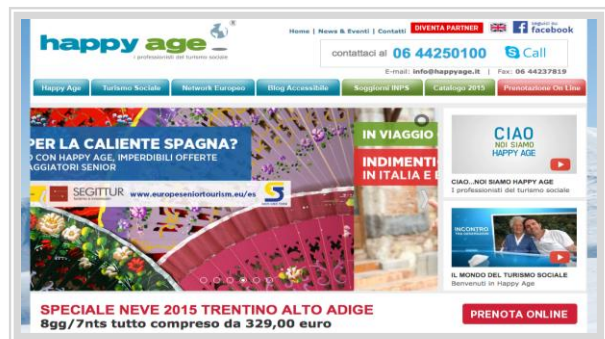 happy age
i professionisti del turismo sociale
Home | News & Eventi | Contatti
DIVENTA PARTNER
seguici su
facebook
contattaci al 06 44250100
Call
E-mail: info@happyage.it | Fax: 06 44237819
Happy Age
Turismo Sociale
Network Europeo
Blog Accessibile
Soggiorni INPS
Catalogo 2015
Prenotazione On Line
PER LA CALIENTE SPAGNA?
CON HAPPY AGE, IMPERDIBILI OFFERTE
AGGIATORI SENIOR
SEGITTUR
www.europeseniortourism.eu/es
IN VIAGGIO
INDIMENTI
IN ITALIA E
CIAO
NOI SIAMO
HAPPY AGE
CIAO...NOI SIAMO HAPPY AGE
I professionisti del turismo sociale
INCONTRO
IL MONDO DEL TURISMO SOCIALE
Benvenuti in Happy Age
SPECIALE NEVE 2015 TRENTINO ALTO ADIGE
8gg/7nts tutto compreso da 329,00 euro
PRENOTA ONLINE